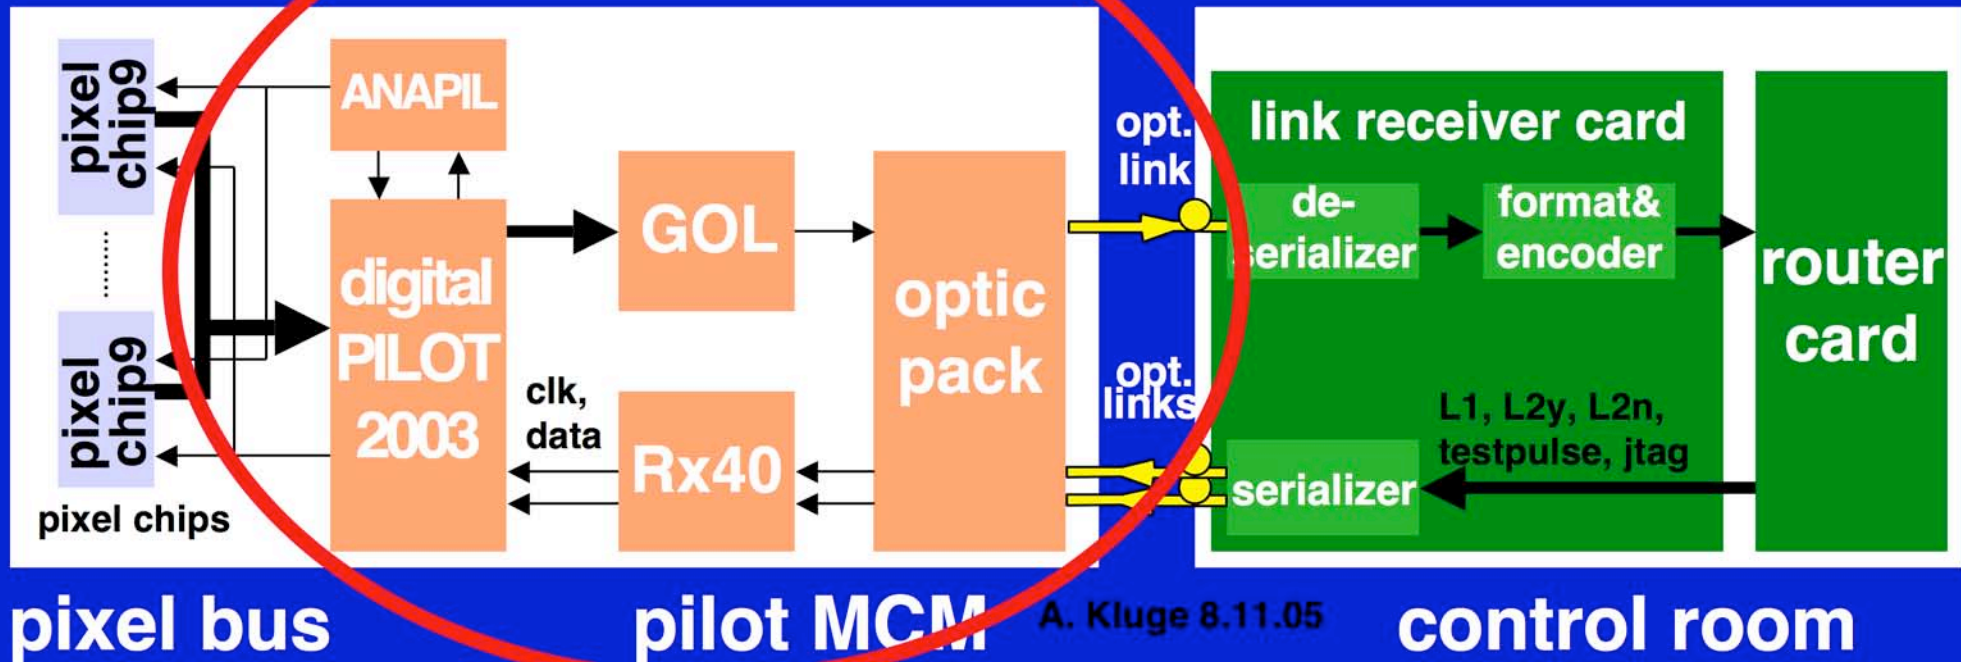 pixel
chip9
pixel
chip9
pixel chips
ANAPIL
digital
PILOT
2003
GOL
clk,
data
Rx40
optic
pack
opt.
link
opt.
links
link receiver card
de-
serializer
format&
encoder
L1, L2y, L2n,
testpulse, jtag
serializer
router
card
pixel bus
pilot MCM
A. Kluge 8.11.05
control room